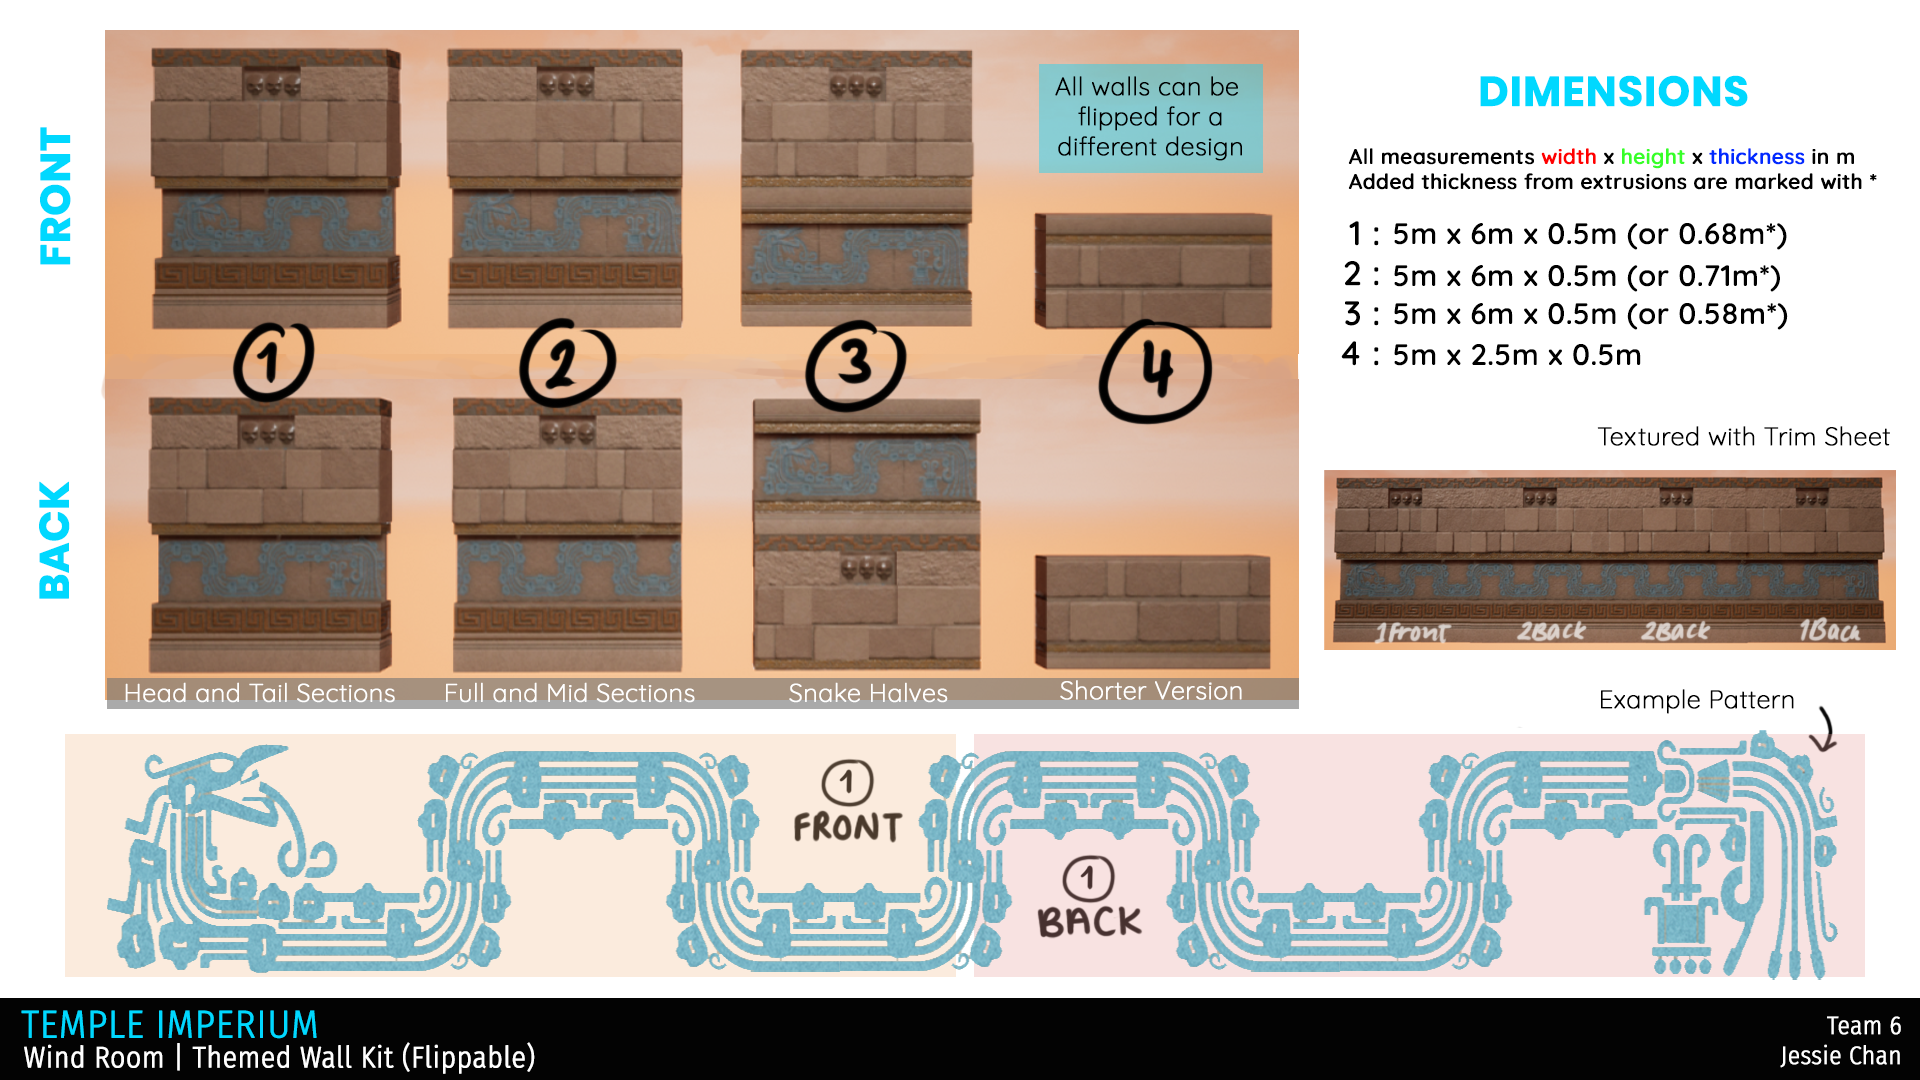 FRONT
BACK
All walls can be
flipped for a
different design
1
2
3
4
Head and Tail Sections
Full and Mid Sections
Snake Halves
Shorter Version
DIMENSIONS
All measurements width x height x thickness in m
Added thickness from extrusions are marked with *
1 : 5m x 6m x 0.5m (or 0.68m*)
2 : 5m x 6m x 0.5m (or 0.71m*)
3 : 5m x 6m x 0.5m (or 0.58m*)
4 : 5m x 2.5m x 0.5m
Textured with Trim Sheet
1Front
2Back
2Back
1Back
Example Pattern
1
FRONT
1
BACK
TEMPLE IMPERIUM
Wind Room | Themed Wall Kit (Flippable)
Team 6
Jessie Chan